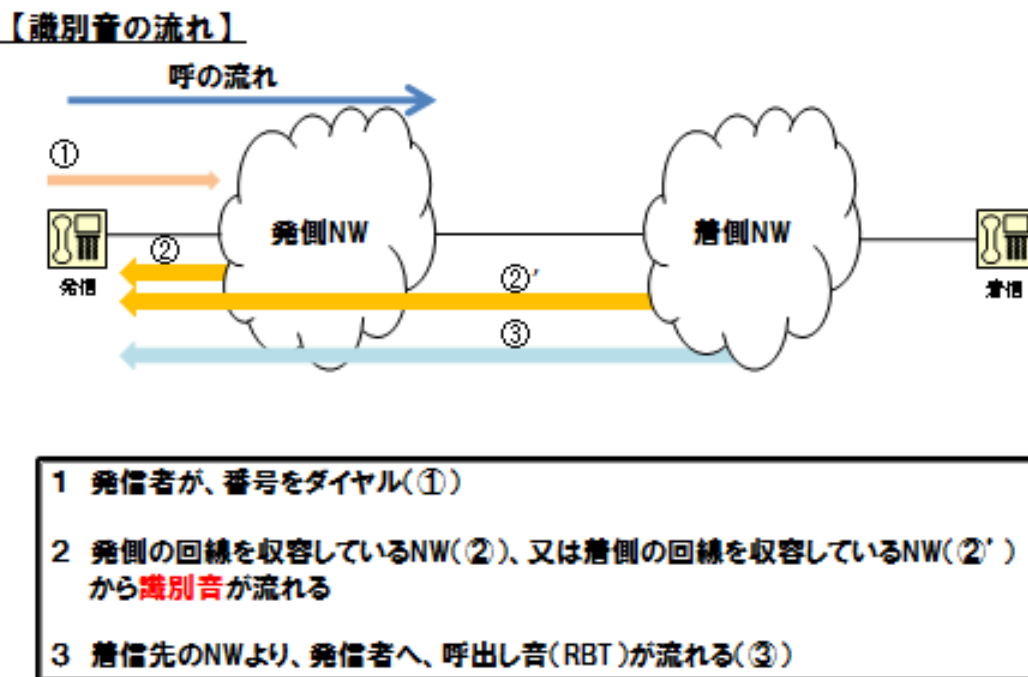 【識別音の流れ】
呼の流れ
①
発側NW
着側NW
②
②’
発信
着信
③
1 発信者が、番号をダイヤル(①)
2 発側の回線を収容しているNW(②)、又は着側の回線を収容しているNW(②’)
から識別音が流れる
3 着信先のNWより、発信者へ、呼出し音(RBT)が流れる(③)